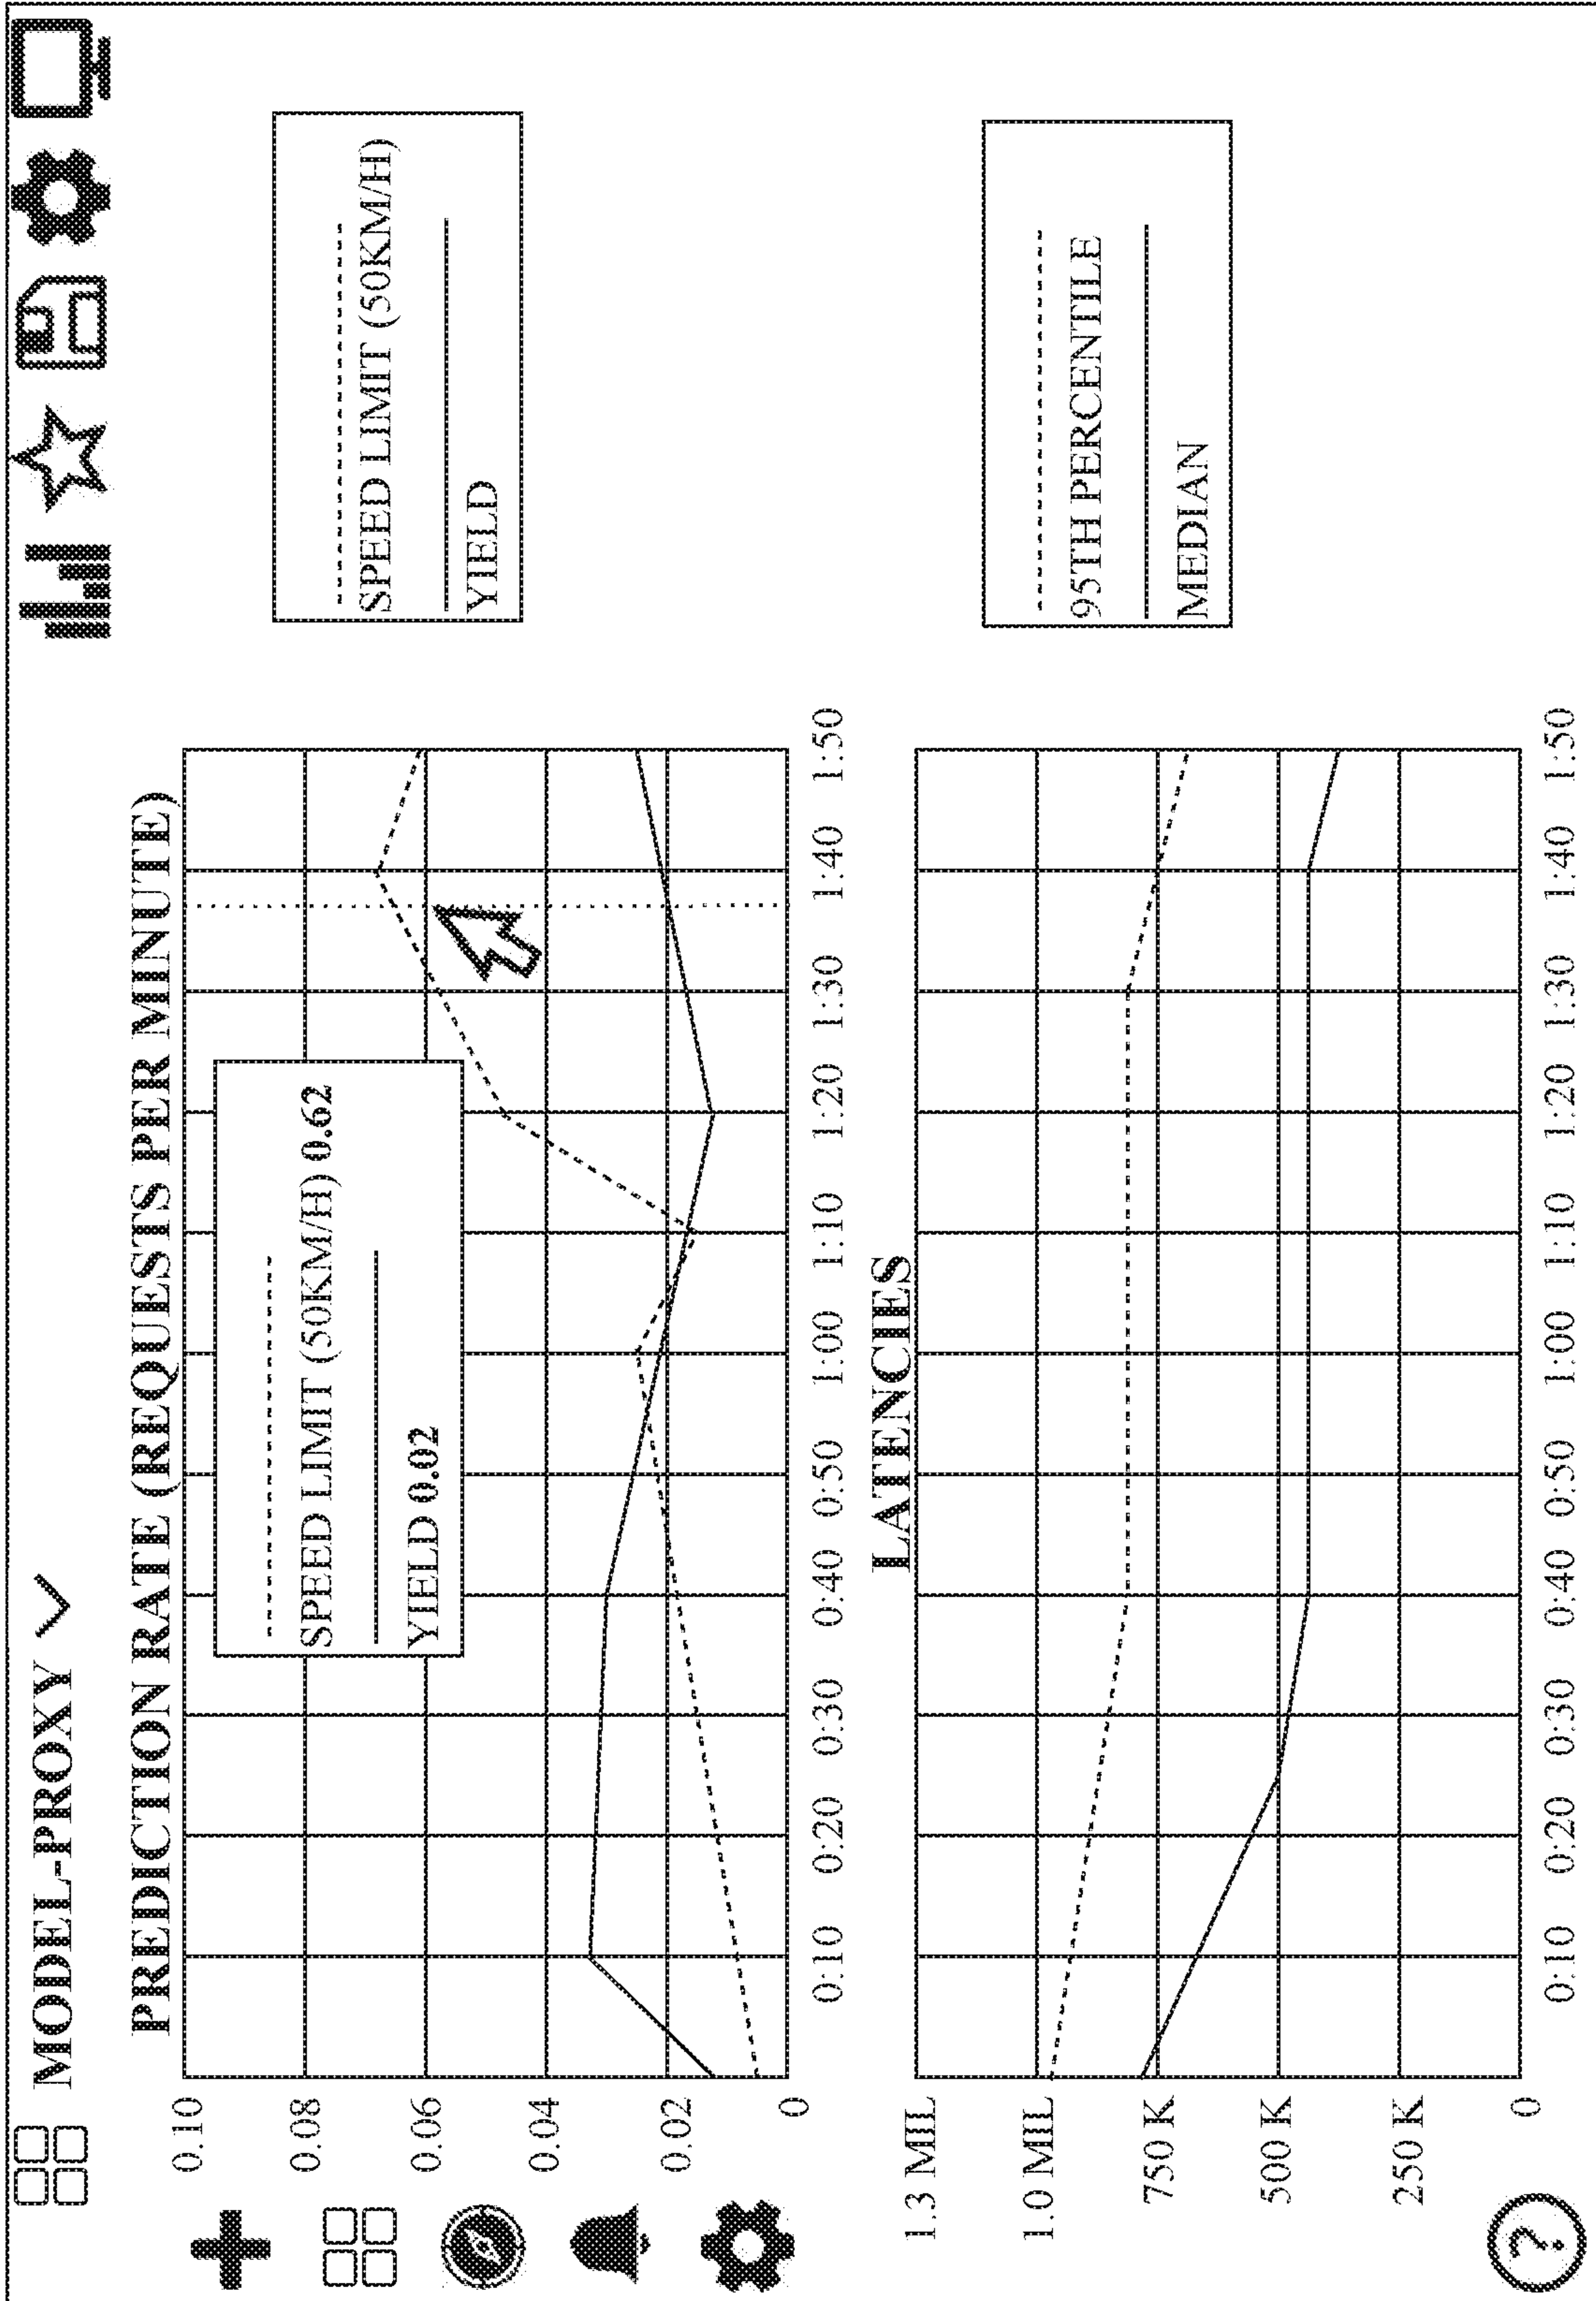 MODEL-PROXY
PREDICTION RATE (REQUESTS PER MINUTE)
0.10
0.08
0.06
0.04
0.02
0
SPEED LIMIT (50KM/H) 0.62
YIELD 0.02
0:10 0:20 0:30 0:40 0:50 1:00 1:10 1:20 1:30 1:40 1:50
SPEED LIMIT (50KM/H)
YIELD
LATENCIES
1.3 MIL
1.0 MIL
750 K
500 K
250 K
0
0:10 0:20 0:30 0:40 0:50 1:00 1:10 1:20 1:30 1:40 1:50
95TH PERCENTILE
MEDIAN
?